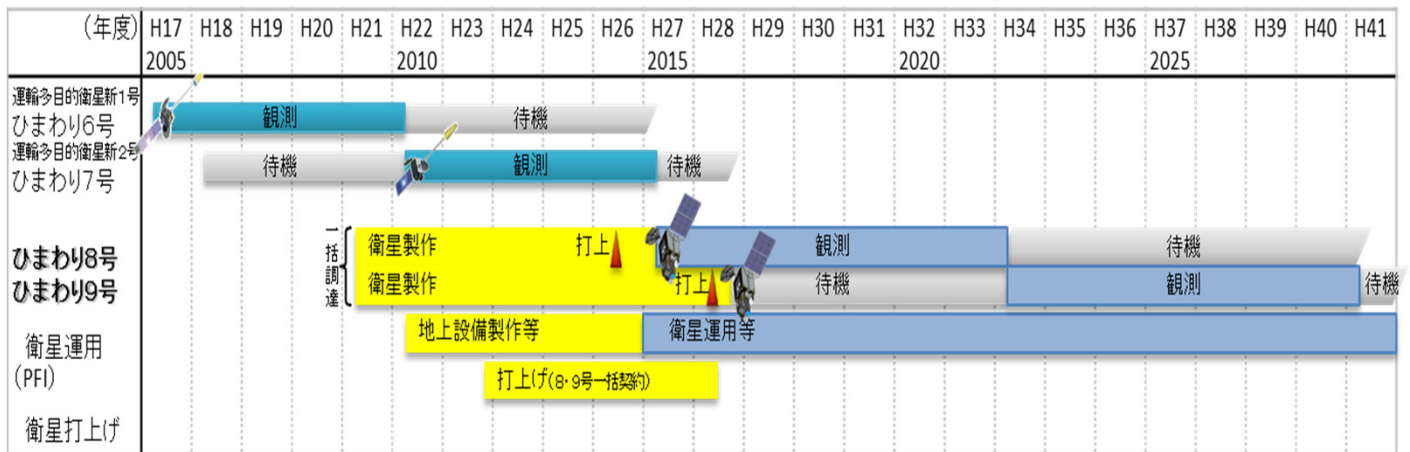 (年度) H17 H18 H19 H20 H21 H22 H23 H24 H25 H26 H27 H28 H29 H30 H31 H32 H33 H34 H35 H36 H37 H38 H39 H40 H41
2005 2010 2015 2020 2025
運輸多目的衛星新1号
ひまわり6号 観測 待機
運輸多目的衛星新2号
ひまわり7号 待機 観測 待機
一括調達
ひまわり8号 衛星製作 打上 観測 待機
ひまわり9号 衛星製作 打上 待機 観測 待機
地上設備製作等 衛星運用等
衛星運用
(PFI)
打上げ(8・9号一括契約)
衛星打上げ